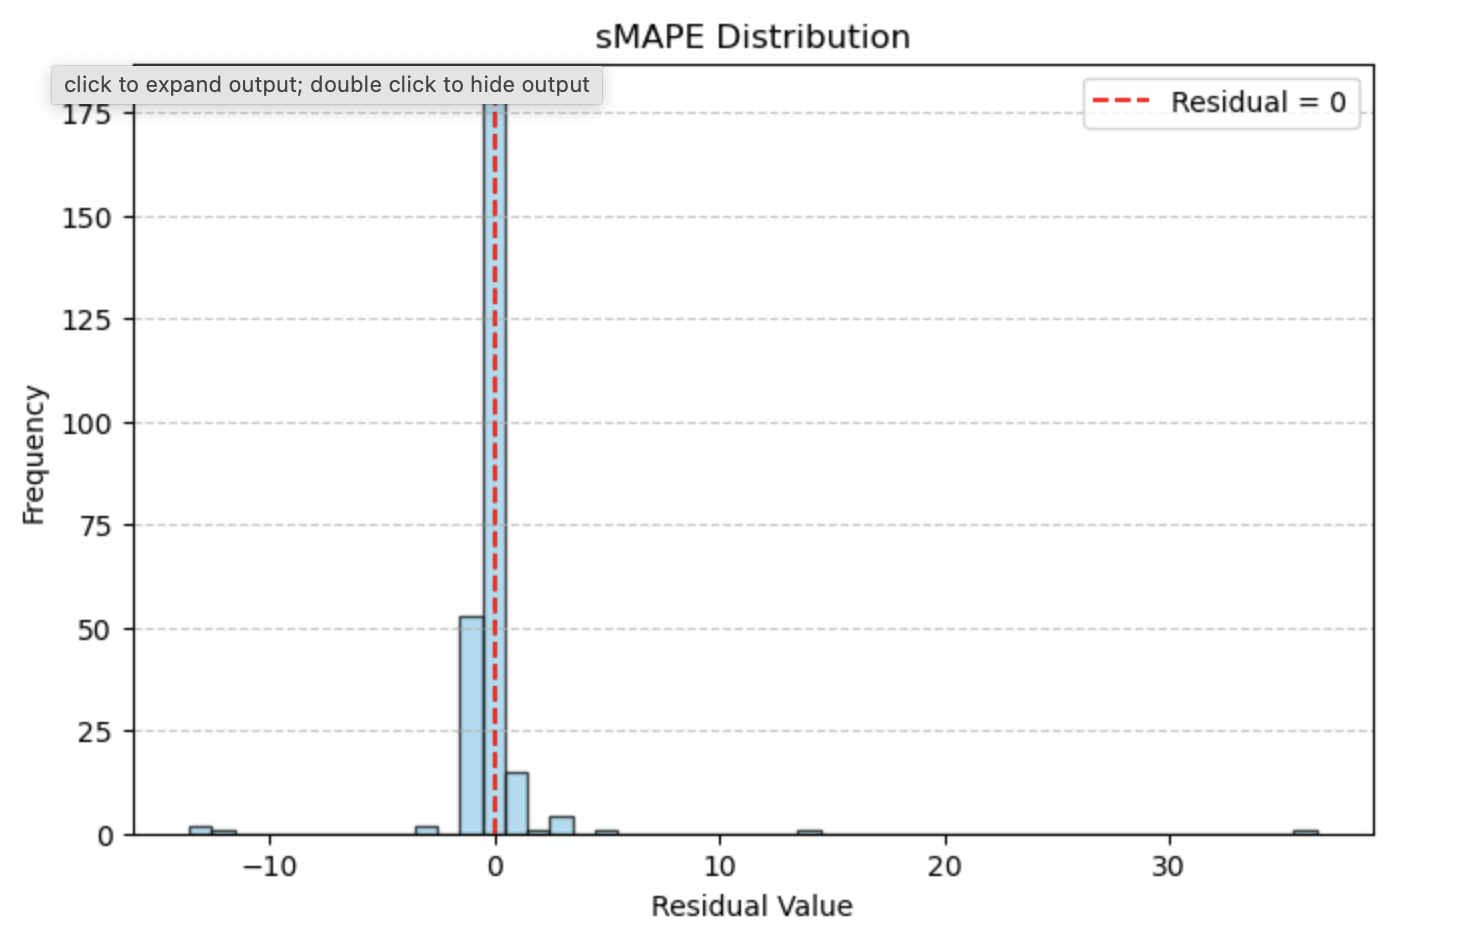 sMAPE Distribution
click to expand output; double click to hide output
Residual = 0
175
150
125
100
75
50
25
0
Frequency
−10 0 10 20 30
Residual Value